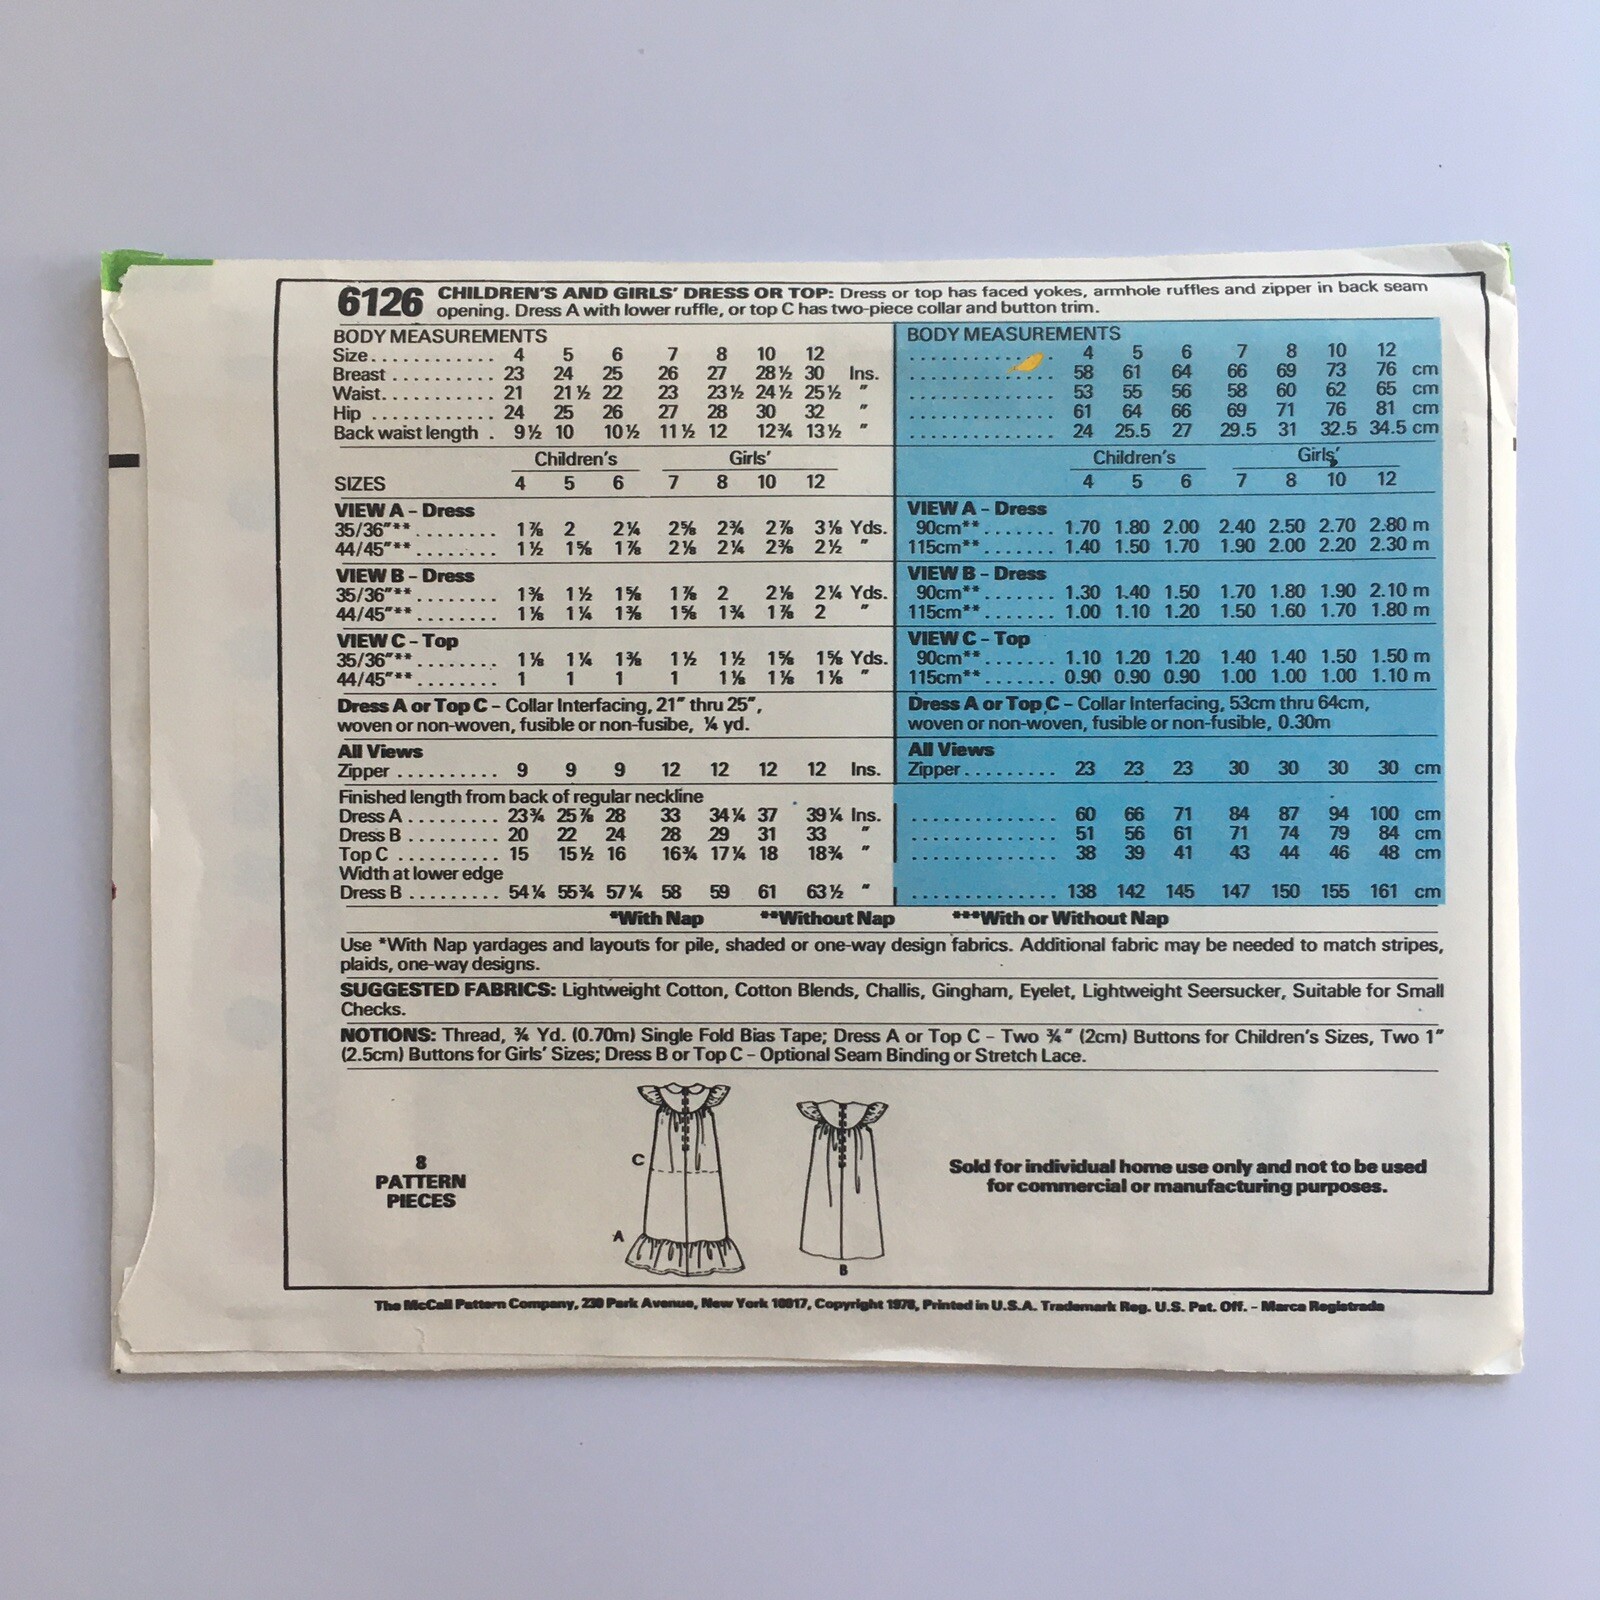 6126 CHILDREN'S AND GIRLS' DRESS OR TOP: Dress or top has faced yokes, armhole ruffles and zipper in back seam
opening. Dress A with lower ruffle, or top C has two-piece collar and button trim.
BODY MEASUREMENTS
Size............ 4 5 6 7 8 10 12
Breast.......... 23 24 25 26 27 28½ 30 Ins.
Waist........... 21 21½ 22 23 23½ 24½ 25½ "
Hip............ 24 25 26 27 28 30 32 "
Back waist length . 9½ 10 10½ 11½ 12 12¾ 13½ "
Children's Girls'
SIZES 4 5 6 7 8 10 12
VIEW A - Dress
35/36"**........ 1⅞ 2 2¼ 2⅝ 2¾ 2⅞ 3⅛ Yds.
44/45"**........ 1½ 1⅝ 1⅞ 2⅛ 2¼ 2⅜ 2½ "
VIEW B - Dress
35/36"**........ 1⅜ 1½ 1⅝ 1⅞ 2 2⅛ 2¼ Yds.
44/45"**........ 1⅛ 1¼ 1⅜ 1⅝ 1¾ 1⅞ 2 "
VIEW C - Top
35/36"**........ 1⅛ 1¼ 1⅜ 1½ 1½ 1⅝ 1⅝ Yds.
44/45"**........ 1 1 1 1 1⅛ 1⅛ 1⅛ "
Dress A or Top C - Collar Interfacing, 21" thru 25",
woven or non-woven, fusible or non-fusibe, ¼ yd.
All Views
Zipper.......... 9 9 9 12 12 12 12 Ins.
Finished length from back of regular neckline
Dress A......... 23¾ 25⅞ 28 33 34¼ 37 39¼ Ins.
Dress B......... 20 22 24 28 29 31 33 "
Top C.......... 15 15½ 16 16¾ 17¼ 18 18¾ "
Width at lower edge
Dress B......... 54¼ 55¾ 57¼ 58 59 61 63½ "
BODY MEASUREMENTS
.............. 4 5 6 7 8 10 12
.............. 58 61 64 66 69 73 76 cm
.............. 53 55 56 58 60 62 65 cm
.............. 61 64 66 69 71 76 81 cm
.............. 24 25.5 27 29.5 31 32.5 34.5 cm
Children's Girls'
4 5 6 7 8 10 12
VIEW A - Dress
90cm**....... 1.70 1.80 2.00 2.40 2.50 2.70 2.80 m
115cm**....... 1.40 1.50 1.70 1.90 2.00 2.20 2.30 m
VIEW B - Dress
90cm**....... 1.30 1.40 1.50 1.70 1.80 1.90 2.10 m
115cm**....... 1.00 1.10 1.20 1.50 1.60 1.70 1.80 m
VIEW C - Top
90cm**....... 1.10 1.20 1.20 1.40 1.40 1.50 1.50 m
115cm**....... 0.90 0.90 0.90 1.00 1.00 1.00 1.10 m
Dress A or Top C - Collar Interfacing, 53cm thru 64cm,
woven or non-woven, fusible or non-fusible, 0.30m
All Views
Zipper......... 23 23 23 30 30 30 30 cm
.............. 60 66 71 84 87 94 100 cm
.............. 51 56 61 71 74 79 84 cm
.............. 38 39 41 43 44 46 48 cm
.............. 138 142 145 147 150 155 161 cm
*With Nap **Without Nap ***With or Without Nap
Use *With Nap yardages and layouts for pile, shaded or one-way design fabrics. Additional fabric may be needed to match stripes,
plaids, one-way designs.
SUGGESTED FABRICS: Lightweight Cotton, Cotton Blends, Challis, Gingham, Eyelet, Lightweight Seersucker, Suitable for Small
Checks.
NOTIONS: Thread, ¾ Yd. (0.70m) Single Fold Bias Tape; Dress A or Top C - Two ¾" (2cm) Buttons for Children's Sizes, Two 1"
(2.5cm) Buttons for Girls' Sizes; Dress B or Top C - Optional Seam Binding or Stretch Lace.
8
PATTERN
PIECES
C
A
B
Sold for individual home use only and not to be used
for commercial or manufacturing purposes.
The McCall Pattern Company, 230 Park Avenue, New York 10017, Copyright 1978, Printed in U.S.A. Trademark Reg. U.S. Pat. Off. - Marca Registrada